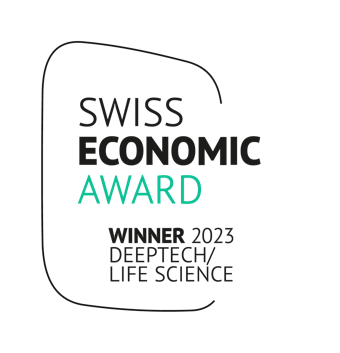 SWISS
ECONOMIC
AWARD
WINNER 2023
DEEPTECH/
LIFE SCIENCE